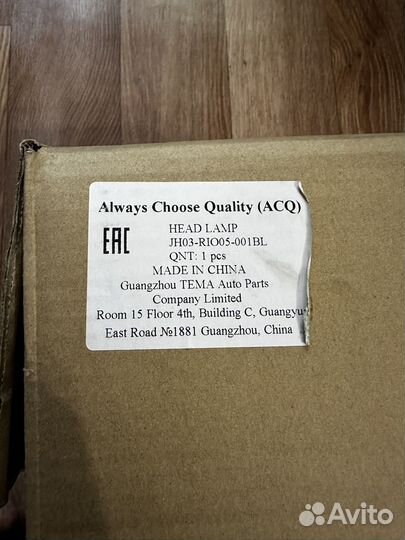 Always Choose Quality (ACQ)
EAC
HEAD LAMP
JH03-RIO05-001BL
QNT: 1 pcs
MADE IN CHINA
Guangzhou TEMA Auto Parts
Company Limited
Room 15 Floor 4th, Building C, Guangyu
East Road №1881 Guangzhou, China
Avito